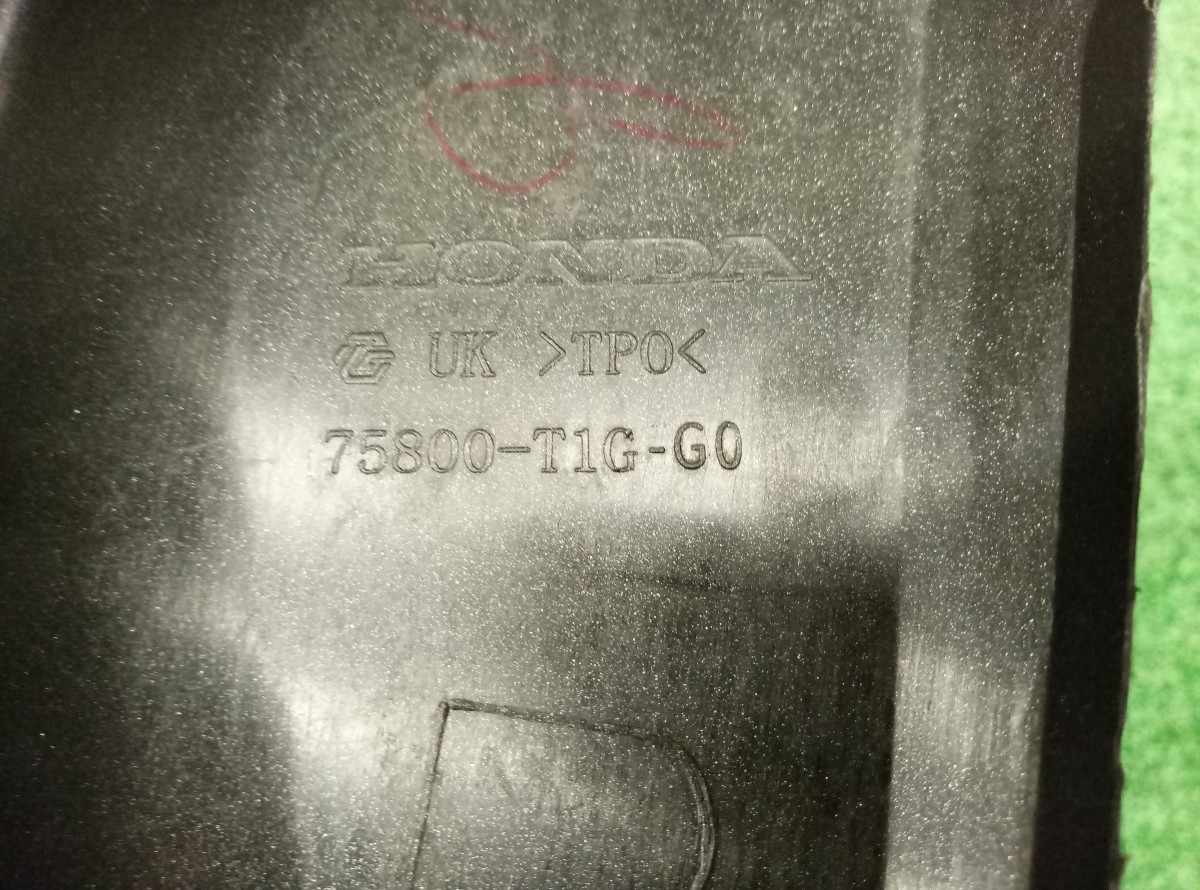 HONDA
UK >TPO<
75800-T1G-G0